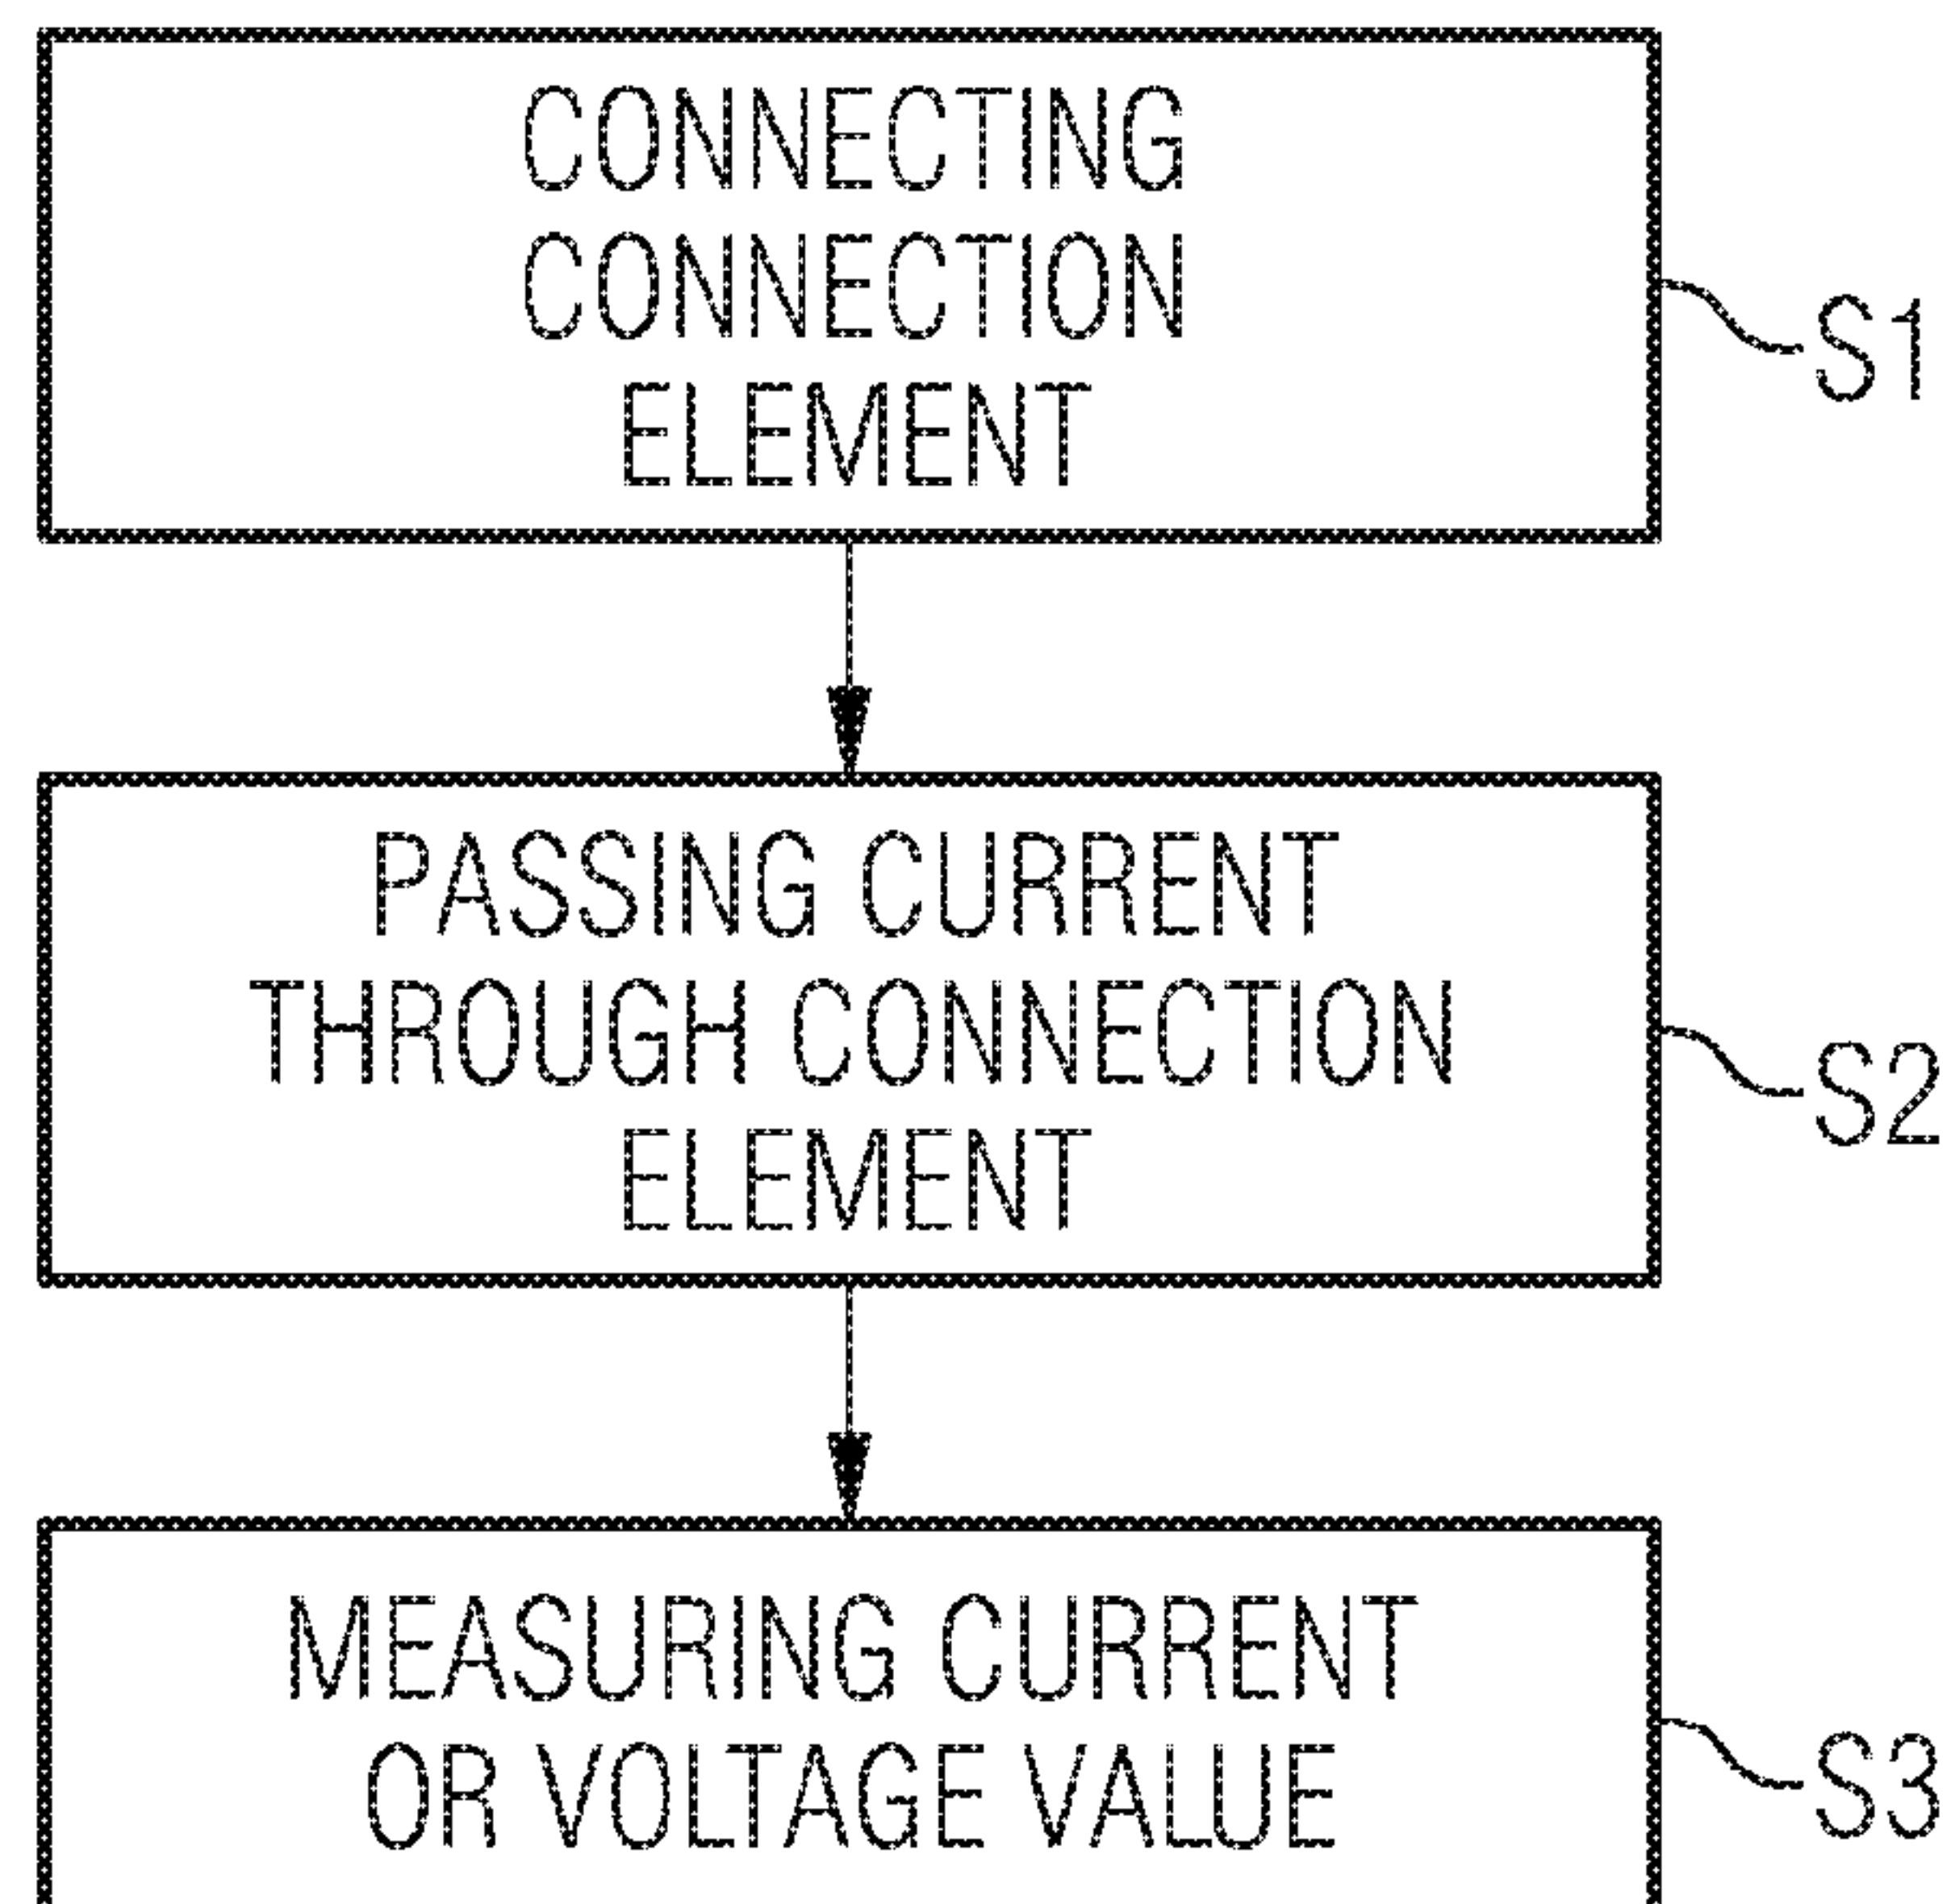 CONNECTING
CONNECTION
ELEMENT
S1
PASSING CURRENT
THROUGH CONNECTION
ELEMENT
S2
MEASURING CURRENT
OR VOLTAGE VALUE
S3